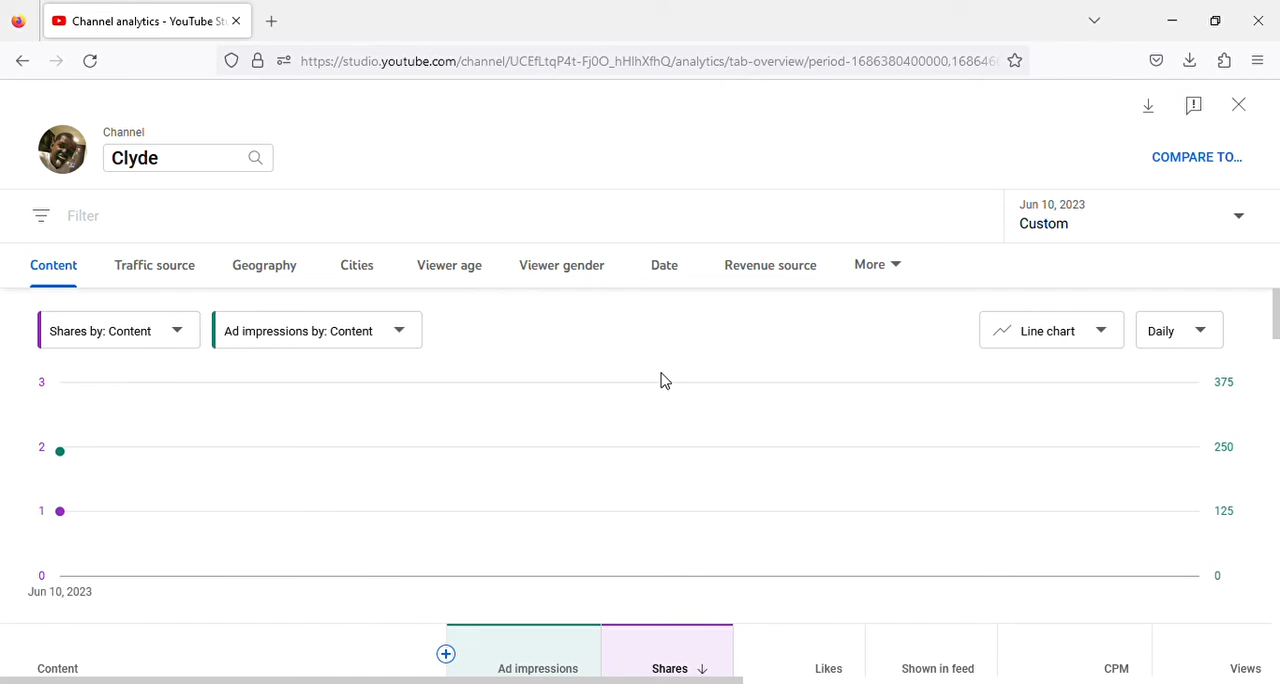 Channel analytics - YouTube St
https://studio.youtube.com/channel/UCEfLtqP4t-Fj0O_hHlhXfhQ/analytics/tab-overview/period-1686380400000,168646
Channel
Clyde
COMPARE TO...
Filter
Jun 10, 2023
Custom
Content Traffic source Geography Cities Viewer age Viewer gender Date Revenue source More
Shares by: Content Ad impressions by: Content Line chart Daily
3 375
2 250
1 125
0 0
Jun 10, 2023
Content Ad impressions Shares Likes Shown in feed CPM Views